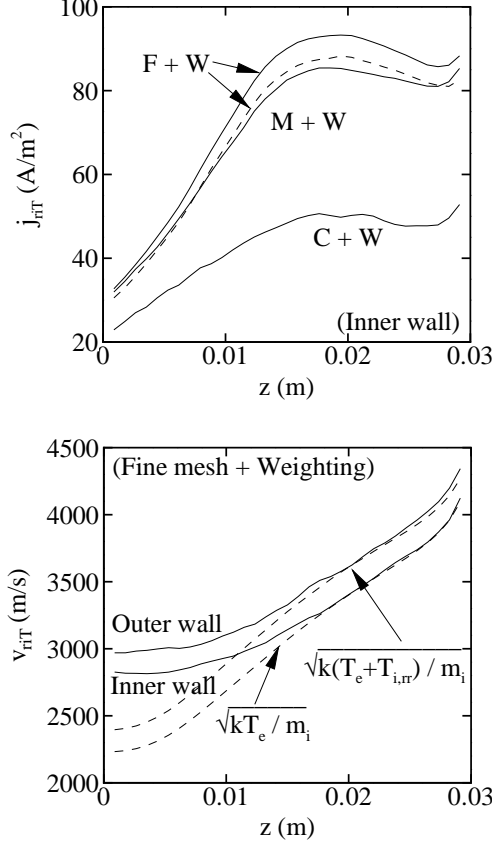 100
80
60
40
20
j_riT (A/m²)
F + W
M + W
C + W
(Inner wall)
0
0.01
0.02
0.03
z (m)
4500
4000
3500
3000
2500
2000
v_riT (m/s)
(Fine mesh + Weighting)
Outer wall
Inner wall
√k(T_e+T_i,rr) / m_i
√kT_e / m_i
0
0.01
0.02
0.03
z (m)